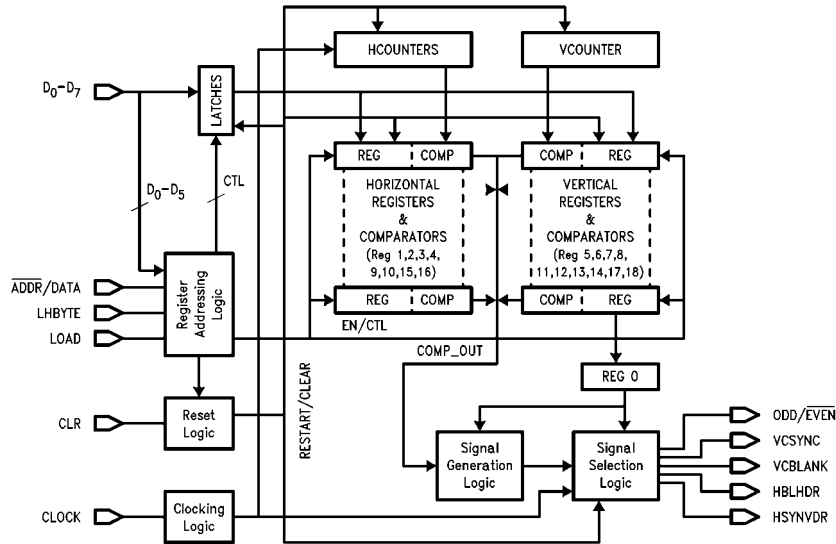 HCOUNTERS
VCOUNTER
D0–D7
LATCHES
D0–D5
CTL
REG
COMP
COMP
REG
HORIZONTAL
REGISTERS
&
COMPARATORS
(Reg 1,2,3,4,
9,10,15,16)
VERTICAL
REGISTERS
&
COMPARATORS
(Reg 5,6,7,8,
11,12,13,14,17,18)
ADDR/DATA
LHBYTE
LOAD
Register
Addressing
Logic
REG
COMP
COMP
REG
EN/CTL
COMP_OUT
REG 0
RESTART/CLEAR
CLR
Reset
Logic
Signal
Generation
Logic
Signal
Selection
Logic
ODD/EVEN
VCSYNC
VCBLANK
HBLHDR
HSYNVDR
CLOCK
Clocking
Logic